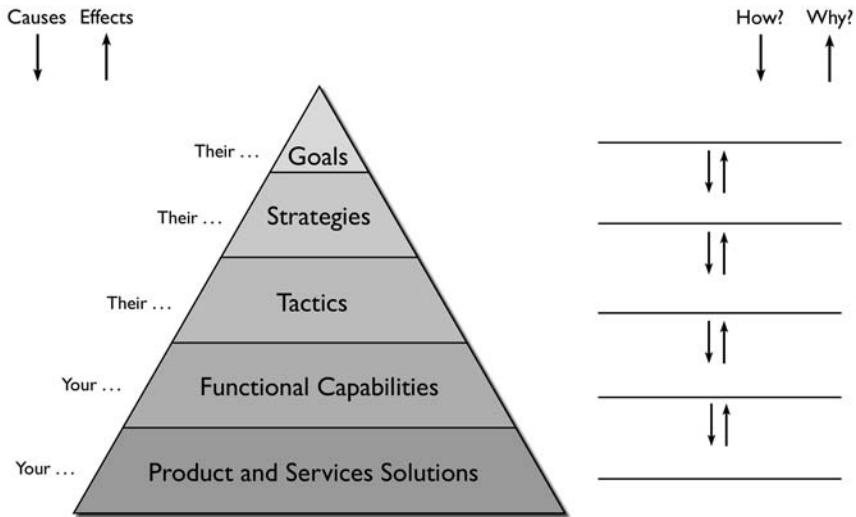 Causes Effects
How? Why?
Their ... Goals
Their ... Strategies
Their ... Tactics
Your ... Functional Capabilities
Your ... Product and Services Solutions